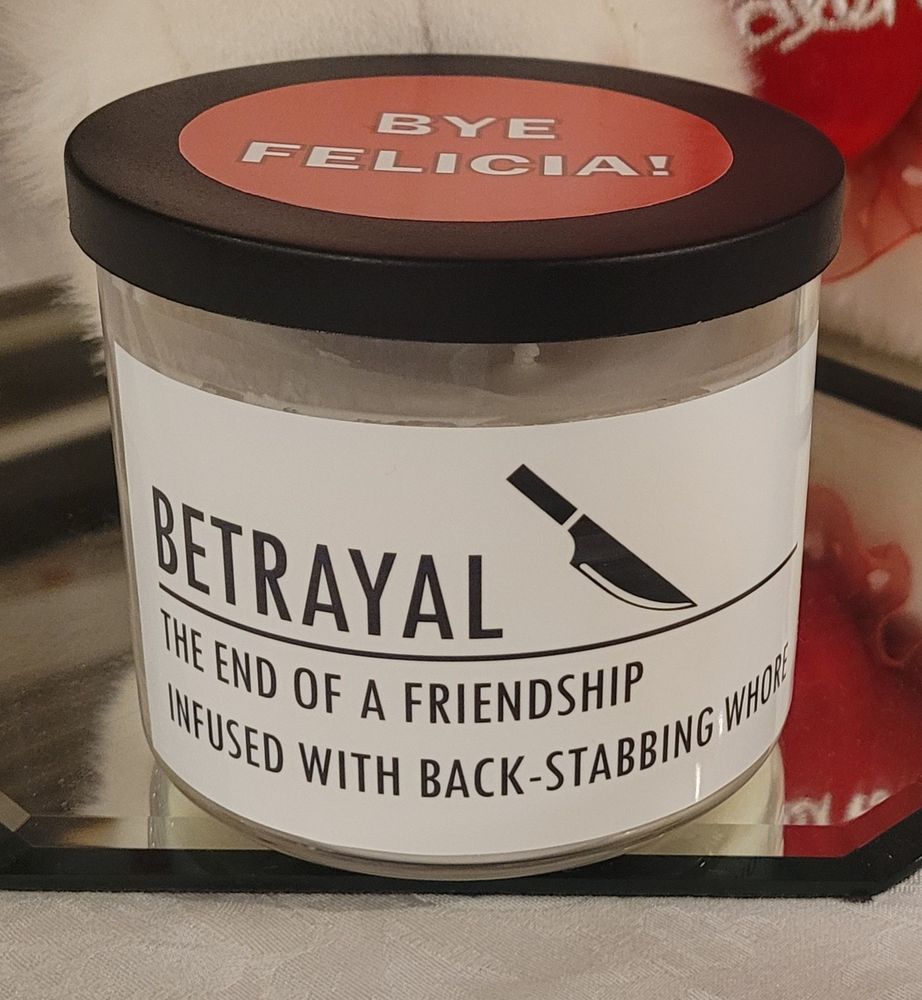 BYE
FELICIA!
BETRAYAL
THE END OF A FRIENDSHIP
INFUSED WITH BACK-STABBING WHORE